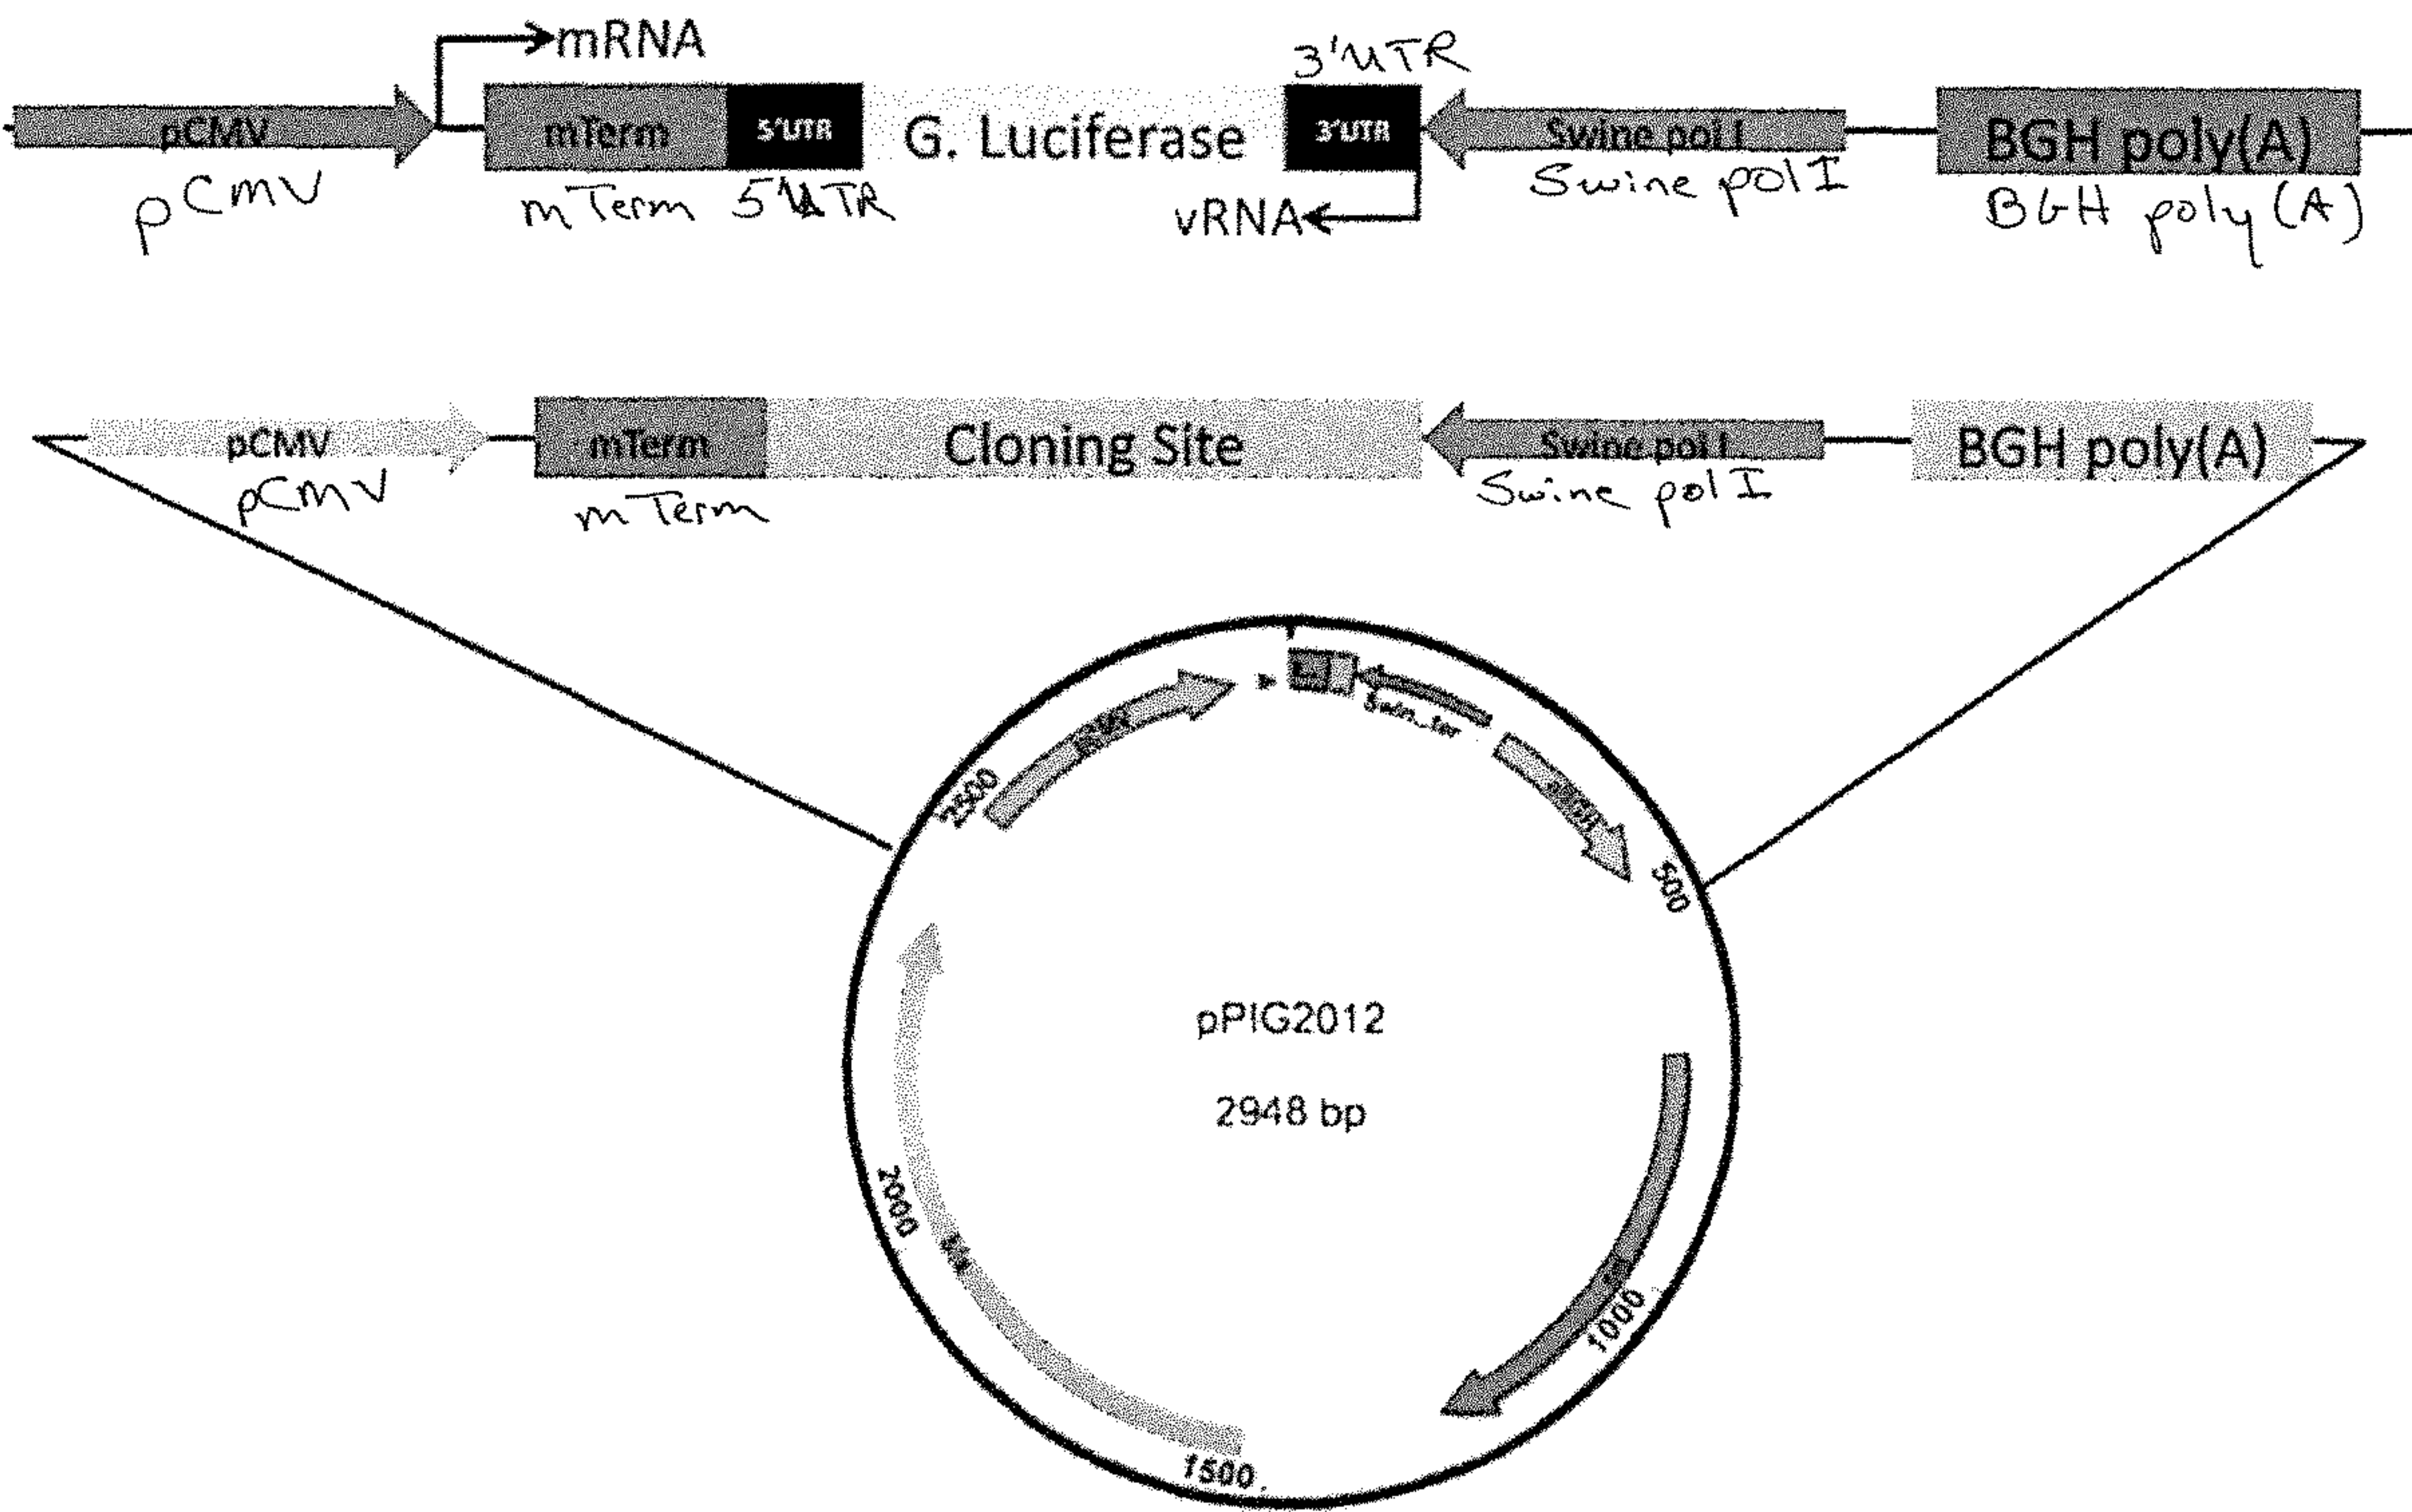 mRNA
3'UTR
pCMV mTerm 5'UTR G. Luciferase 3'UTR Swine pol I BGH poly(A)
pCMV mTerm 5'UTR vRNA Swine pol I BGH poly(A)
pCMV mTerm Cloning Site Swine pol I BGH poly(A)
pCMV mTerm Swine pol I
Swin_ter
2500
500
pPIG2012
2948 bp
2000
1000
1500